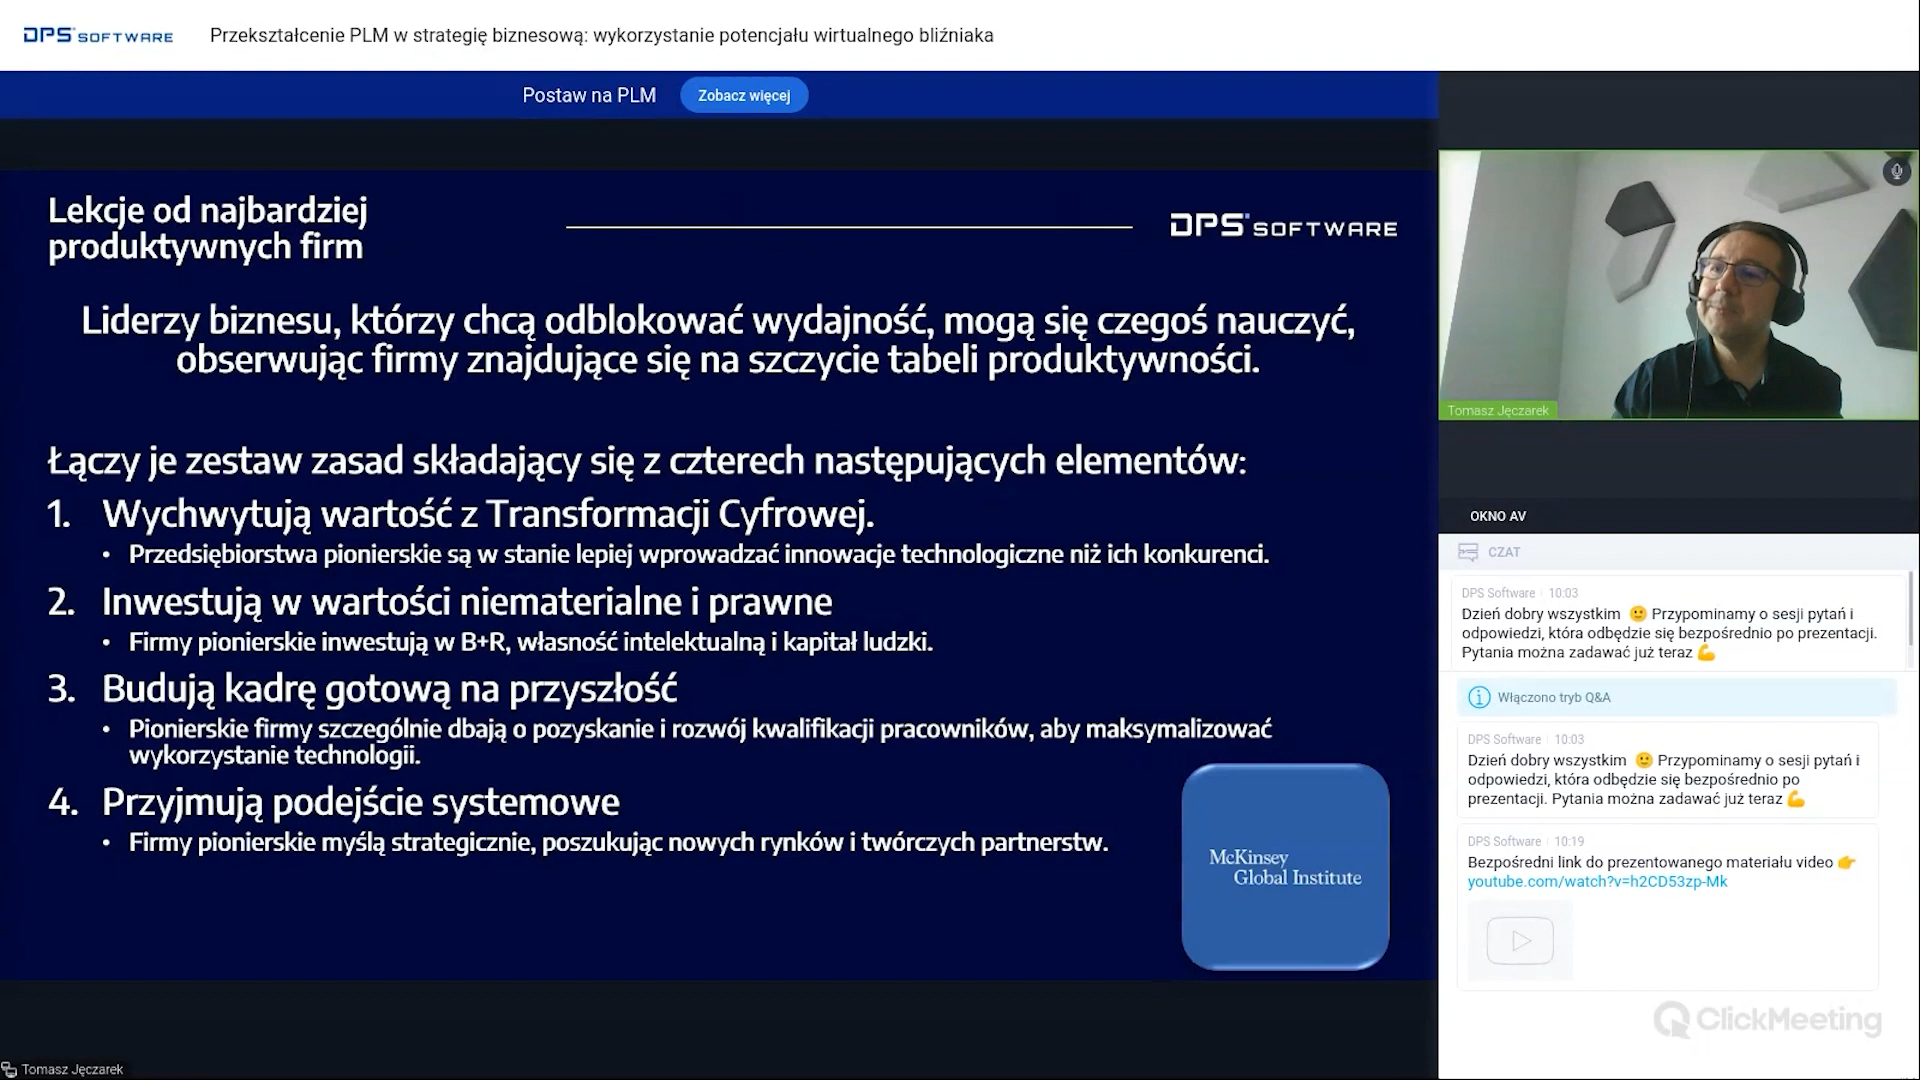 DPS SOFTWARE
Przekształcenie PLM w strategię biznesową: wykorzystanie potencjału wirtualnego bliźniaka
Postaw na PLM
Zobacz więcej
Lekcje od najbardziej
produktywnych firm
DPS SOFTWARE
Liderzy biznesu, którzy chcą odblokować wydajność, mogą się czegoś nauczyć,
obserwując firmy znajdujące się na szczycie tabeli produktywności.
Łączy je zestaw zasad składający się z czterech następujących elementów:
1. Wychwytują wartość z Transformacji Cyfrowej.
• Przedsiębiorstwa pionierskie są w stanie lepiej wprowadzać innowacje technologiczne niż ich konkurenci.
2. Inwestują w wartości niematerialne i prawne
• Firmy pionierskie inwestują w B+R, własność intelektualną i kapitał ludzki.
3. Budują kadrę gotową na przyszłość
• Pionierskie firmy szczególnie dbają o pozyskanie i rozwój kwalifikacji pracowników, aby maksymalizować
wykorzystanie technologii.
4. Przyjmują podejście systemowe
• Firmy pionierskie myślą strategicznie, poszukując nowych rynków i twórczych partnerstw.
McKinsey
Global Institute
Tomasz Jęczarek
Tomasz Jęczarek
OKNO AV
CZAT
DPS Software 10:03
Dzień dobry wszystkim 🙂 Przypominamy o sesji pytań i
odpowiedzi, która odbędzie się bezpośrednio po prezentacji.
Pytania można zadawać już teraz 💪
Włączono tryb Q&A
DPS Software 10:03
Dzień dobry wszystkim 🙂 Przypominamy o sesji pytań i
odpowiedzi, która odbędzie się bezpośrednio po
prezentacji. Pytania można zadawać już teraz 💪
DPS Software 10:19
Bezpośredni link do prezentowanego materiału video 👉
youtube.com/watch?v=h2CD53zp-Mk
ClickMeeting